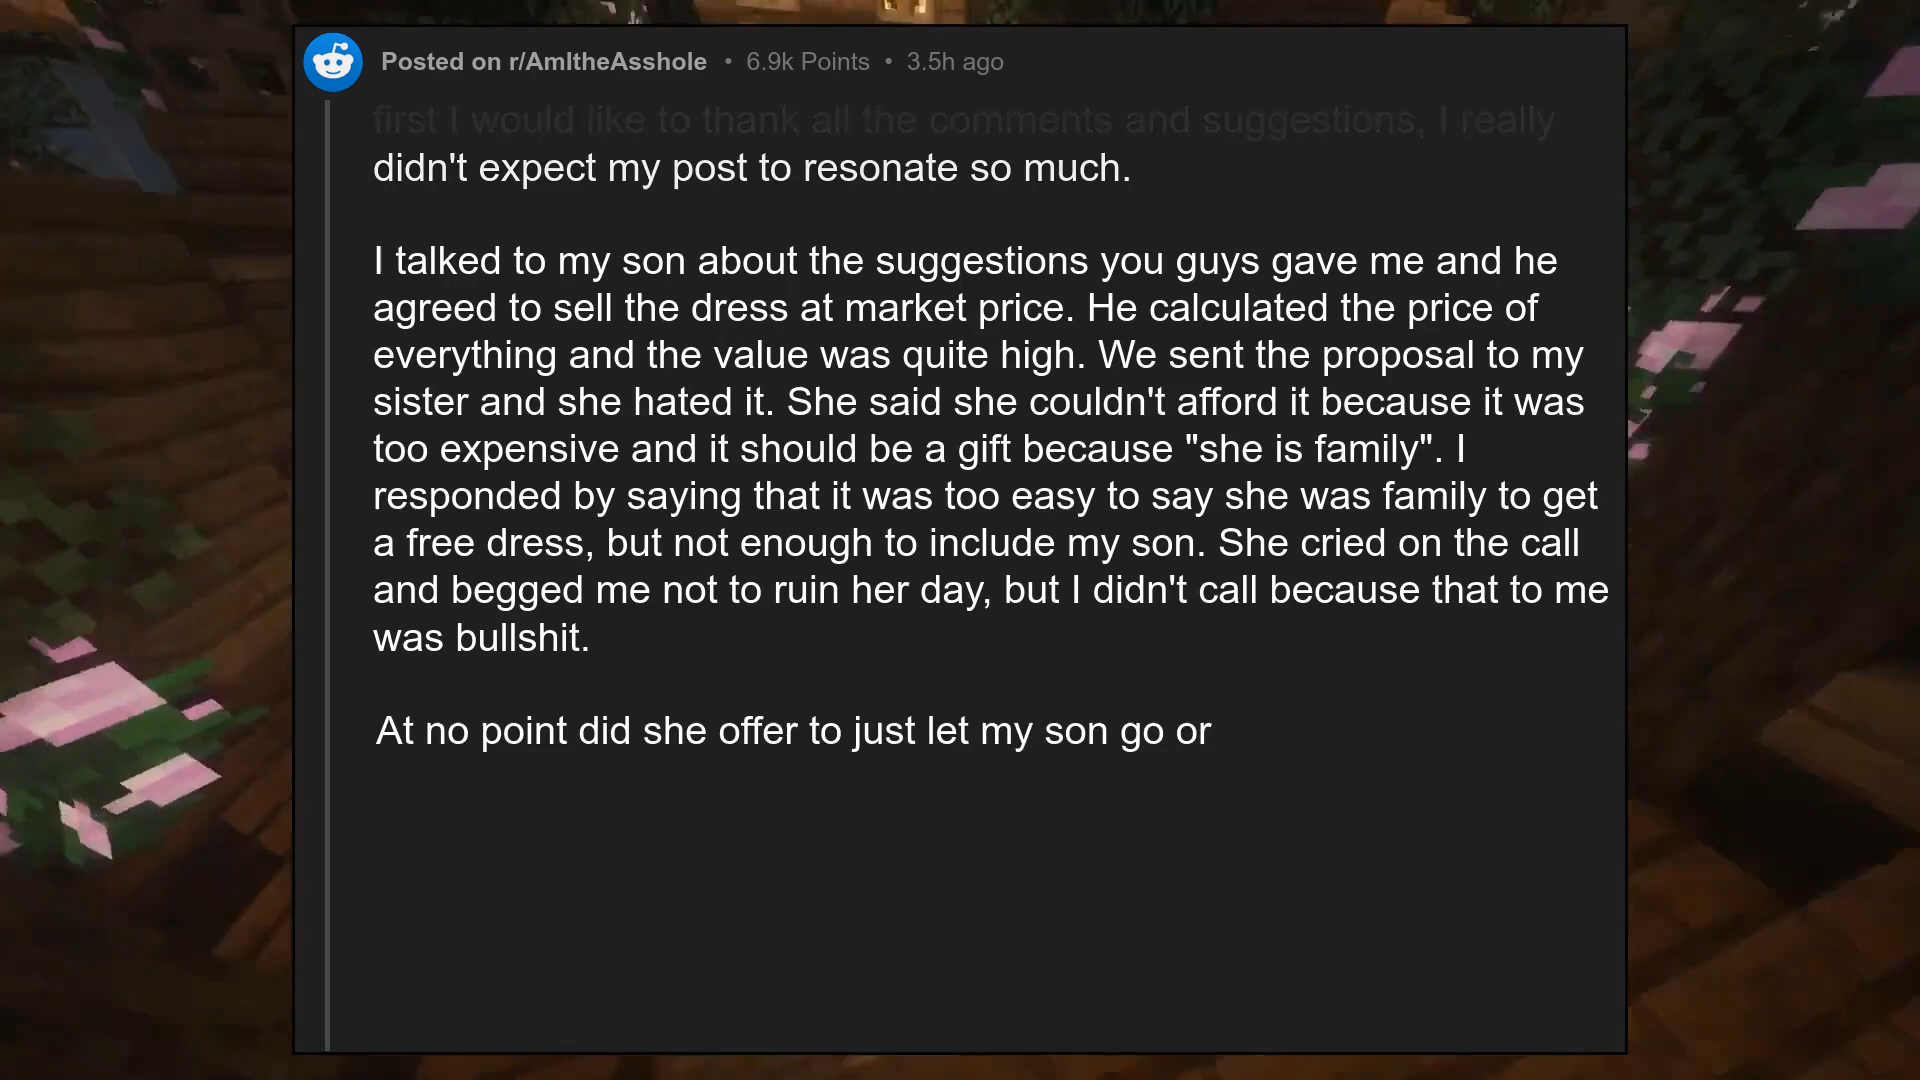 Posted on r/AmItheAsshole • 6.9k Points • 3.5h ago
first I would like to thank all the comments and suggestions, I really
didn't expect my post to resonate so much.
I talked to my son about the suggestions you guys gave me and he
agreed to sell the dress at market price. He calculated the price of
everything and the value was quite high. We sent the proposal to my
sister and she hated it. She said she couldn't afford it because it was
too expensive and it should be a gift because "she is family". I
responded by saying that it was too easy to say she was family to get
a free dress, but not enough to include my son. She cried on the call
and begged me not to ruin her day, but I didn't call because that to me
was bullshit.
At no point did she offer to just let my son go or